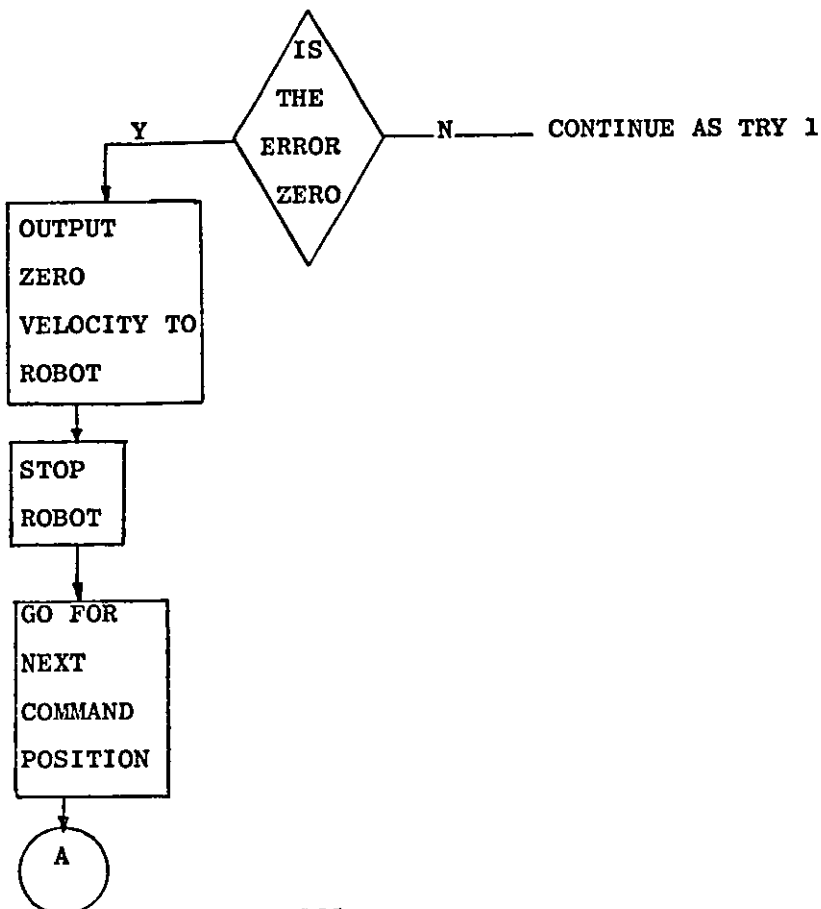 IS
THE
ERROR
ZERO
Y
N
CONTINUE AS TRY 1
OUTPUT
ZERO
VELOCITY TO
ROBOT
STOP
ROBOT
GO FOR
NEXT
COMMAND
POSITION
A